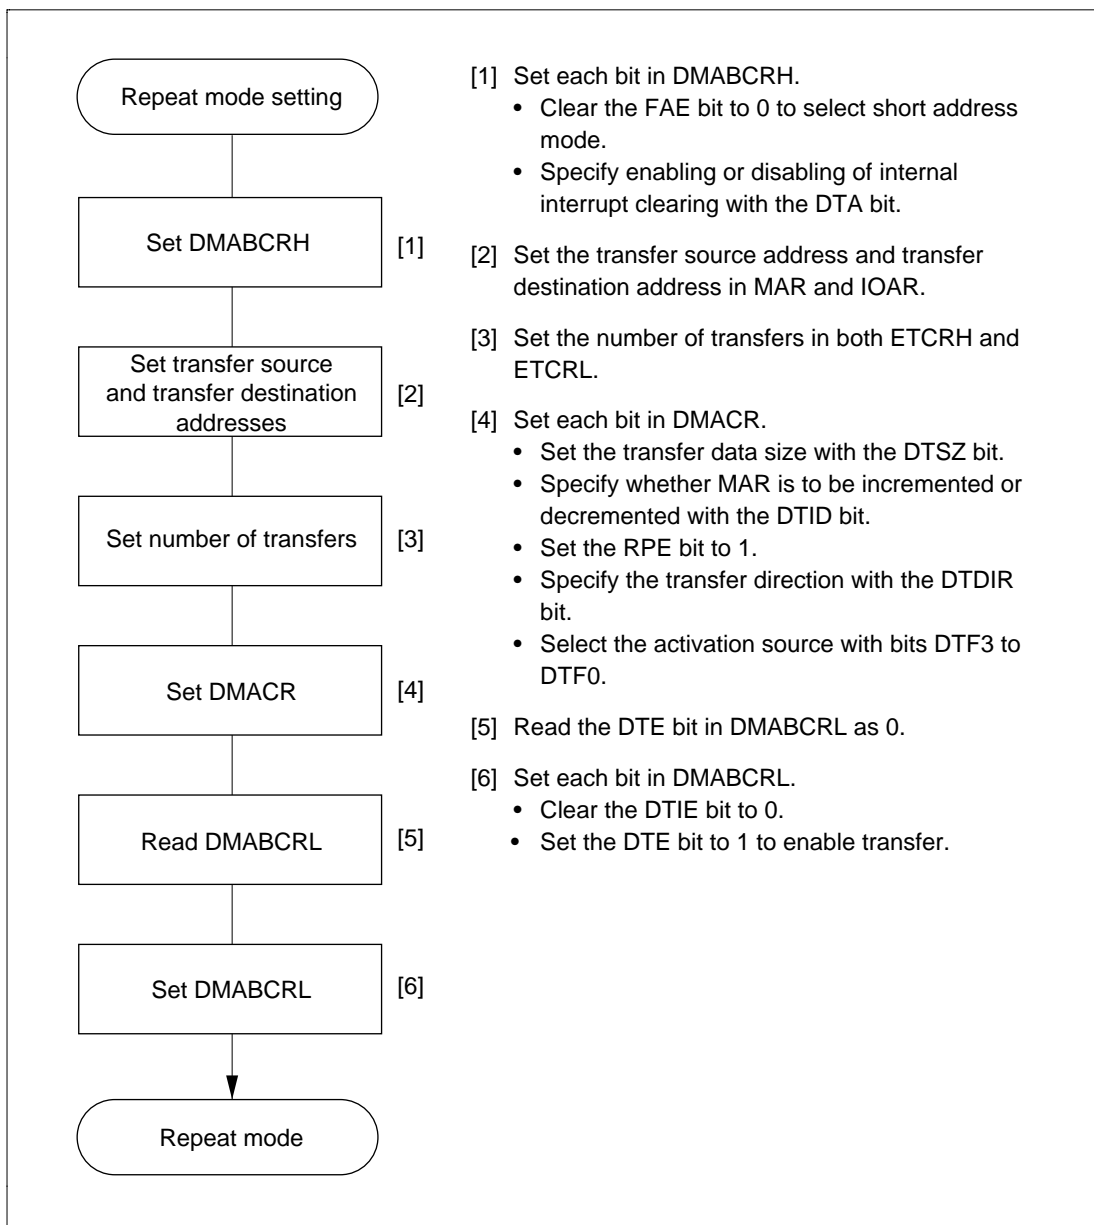 Repeat mode setting
Set DMABCRH
[1]
Set transfer source
and transfer destination
addresses
[2]
Set number of transfers
[3]
Set DMACR
[4]
Read DMABCRL
[5]
Set DMABCRL
[6]
Repeat mode
[1] Set each bit in DMABCRH.
• Clear the FAE bit to 0 to select short address
mode.
• Specify enabling or disabling of internal
interrupt clearing with the DTA bit.
[2] Set the transfer source address and transfer
destination address in MAR and IOAR.
[3] Set the number of transfers in both ETCRH and
ETCRL.
[4] Set each bit in DMACR.
• Set the transfer data size with the DTSZ bit.
• Specify whether MAR is to be incremented or
decremented with the DTID bit.
• Set the RPE bit to 1.
• Specify the transfer direction with the DTDIR
bit.
• Select the activation source with bits DTF3 to
DTF0.
[5] Read the DTE bit in DMABCRL as 0.
[6] Set each bit in DMABCRL.
• Clear the DTIE bit to 0.
• Set the DTE bit to 1 to enable transfer.